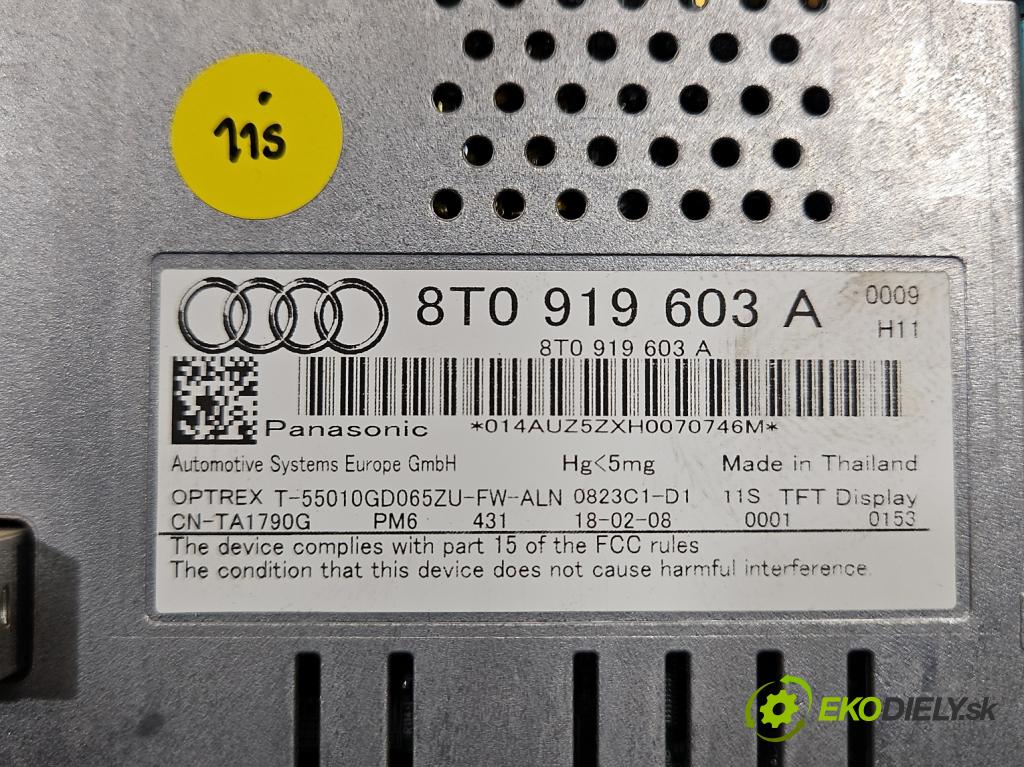 11s
8T0 919 603 A
0009
H11
8T0 919 603 A
Panasonic *014AUZ5ZXH0070746M*
Automotive Systems Europe GmbH Hg<5mg Made in Thailand
OPTREX T-55010GD065ZU-FW-ALN 0823C1-D1 11S TFT Display
CN-TA1790G PM6 431 18-02-08 0001 0153
The device complies with part 15 of the FCC rules
The condition that this device does not cause harmful interference.
EKODIELY.sk